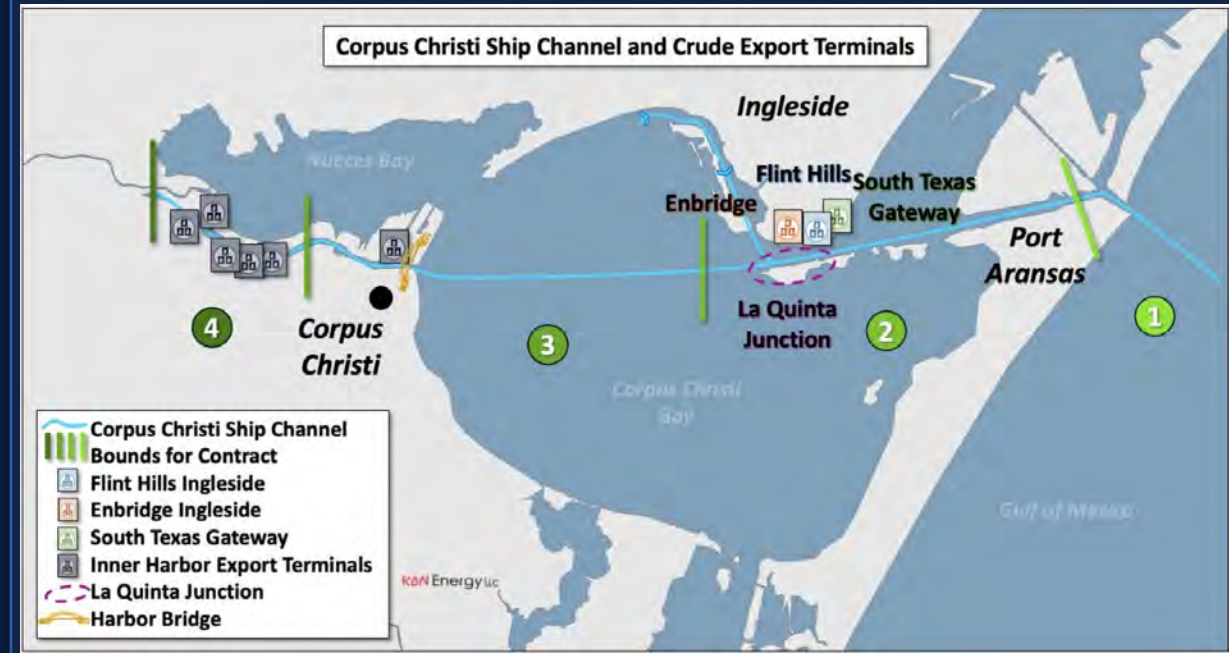 Corpus Christi Ship Channel and Crude Export Terminals
Ingleside
Nueces Bay
Flint Hills
South Texas
Gateway
Enbridge
Port
Aransas
La Quinta
Junction
1
2
3
4
Corpus
Christi
Corpus Christi
Bay
Gulf of Mexico
Corpus Christi Ship Channel
Bounds for Contract
Flint Hills Ingleside
Enbridge Ingleside
South Texas Gateway
Inner Harbor Export Terminals
La Quinta Junction
Harbor Bridge
RBN Energy LLC